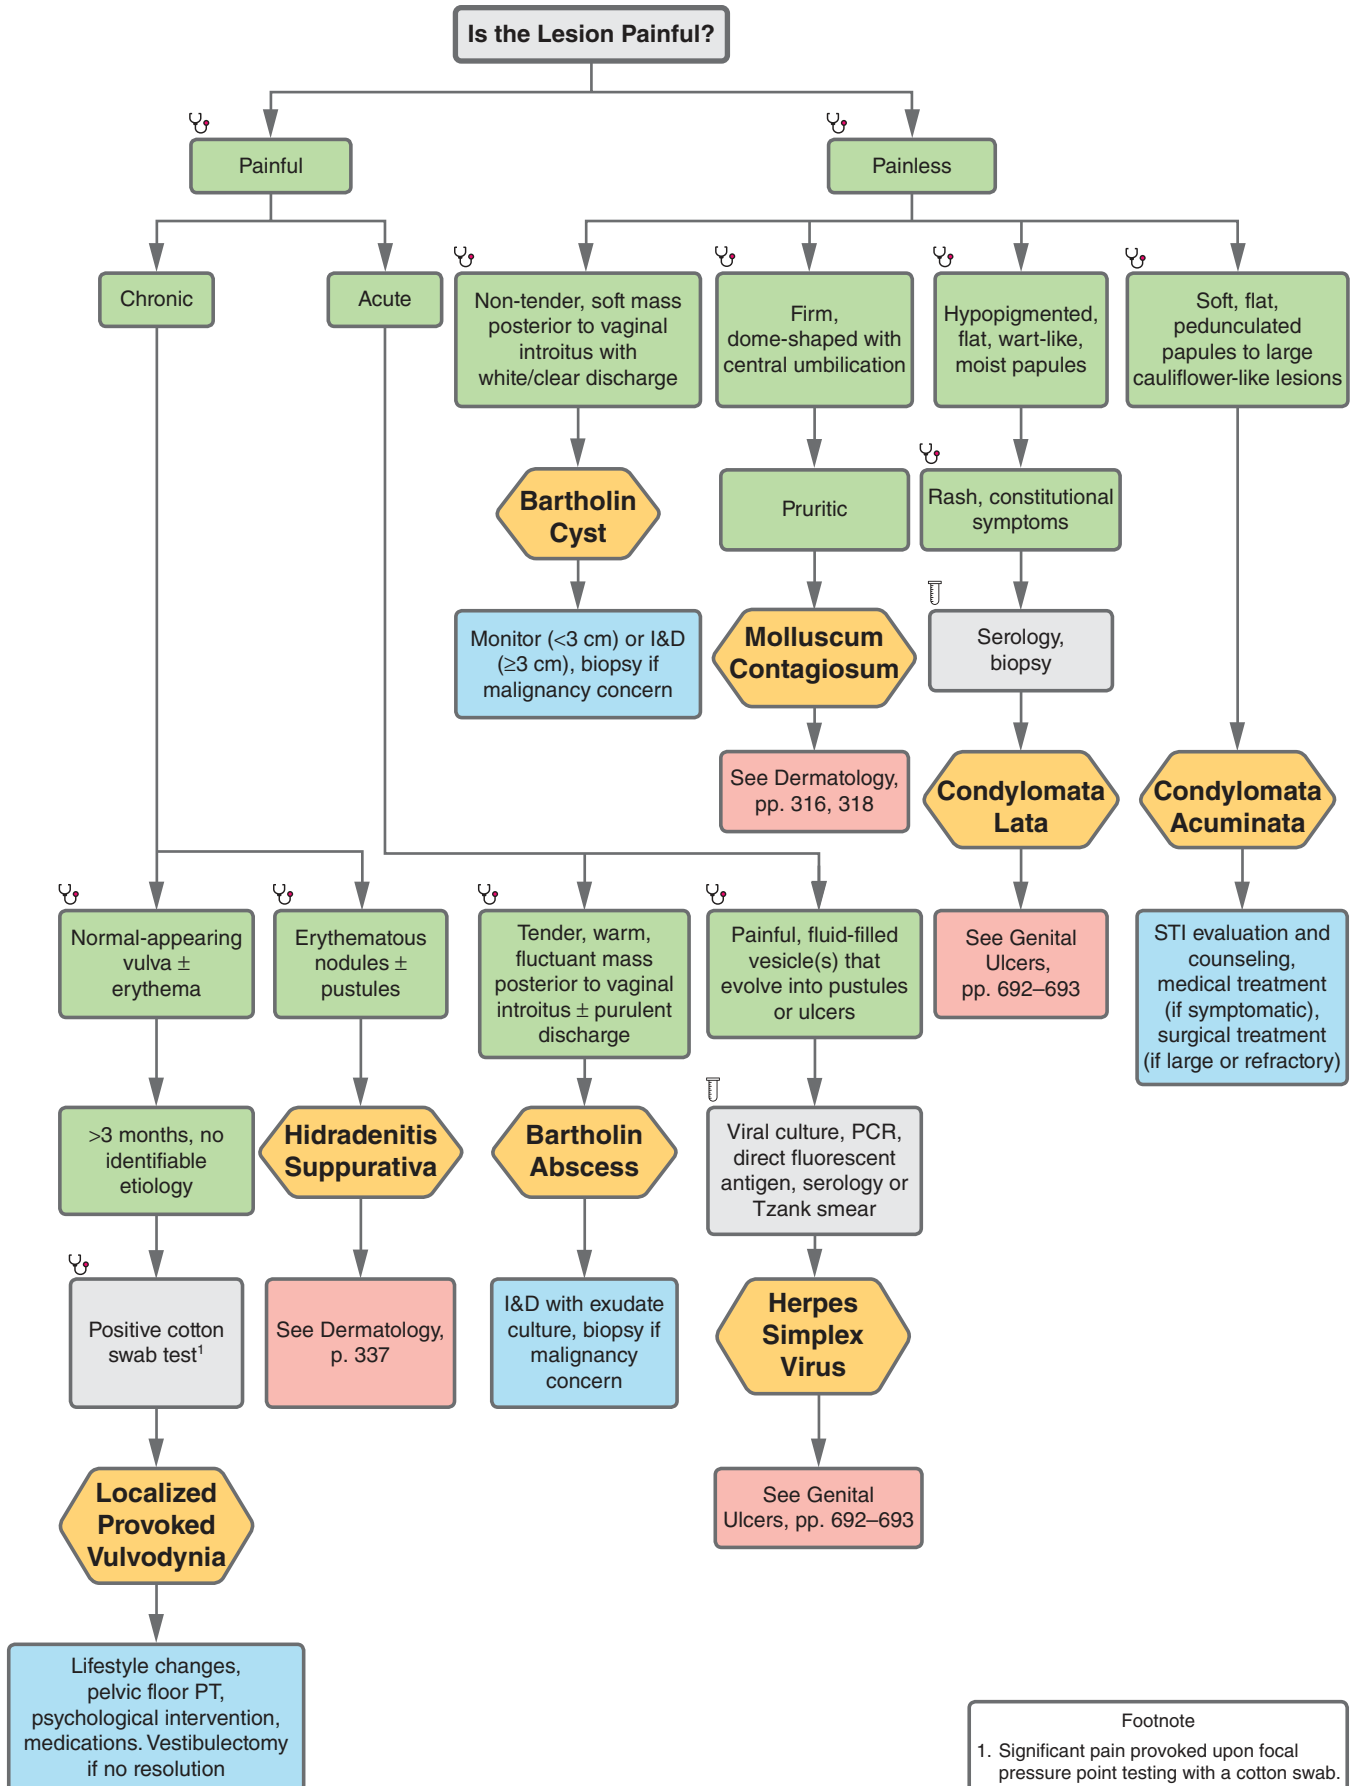 Is the Lesion Painful?
Painful
Painless
Chronic
Acute
Non-tender, soft mass
posterior to vaginal
introitus with
white/clear discharge
Firm,
dome-shaped with
central umbilication
Hypopigmented,
flat, wart-like,
moist papules
Soft, flat,
pedunculated
papules to large
cauliflower-like lesions
Bartholin
Cyst
Pruritic
Rash, constitutional
symptoms
Monitor (<3 cm) or I&D
(≥3 cm), biopsy if
malignancy concern
Molluscum
Contagiosum
Serology,
biopsy
See Dermatology,
pp. 316, 318
Condylomata
Lata
Condylomata
Acuminata
Normal-appearing
vulva ±
erythema
Erythematous
nodules ±
pustules
Tender, warm,
fluctuant mass
posterior to vaginal
introitus ± purulent
discharge
Painful, fluid-filled
vesicle(s) that
evolve into pustules
or ulcers
See Genital
Ulcers,
pp. 692–693
STI evaluation and
counseling,
medical treatment
(if symptomatic),
surgical treatment
(if large or refractory)
>3 months, no
identifiable
etiology
Hidradenitis
Suppurativa
Bartholin
Abscess
Viral culture, PCR,
direct fluorescent
antigen, serology or
Tzank smear
Positive cotton
swab test1
See Dermatology,
p. 337
I&D with exudate
culture, biopsy if
malignancy
concern
Herpes
Simplex
Virus
Localized
Provoked
Vulvodynia
See Genital
Ulcers, pp. 692–693
Lifestyle changes,
pelvic floor PT,
psychological intervention,
medications. Vestibulectomy
if no resolution
Footnote
1. Significant pain provoked upon focal
pressure point testing with a cotton swab.